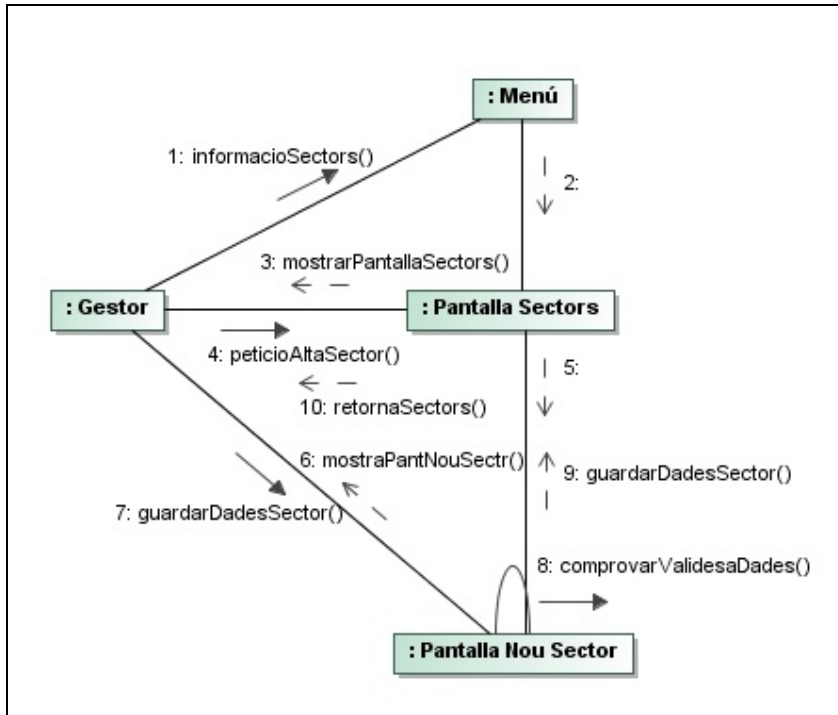 : Menú
1: informacioSectors()
2:
3: mostrarPantallaSectors()
: Gestor
: Pantalla Sectors
4: peticioAltaSector()
5:
10: retornaSectors()
6: mostraPantNouSectr()
9: guardarDadesSector()
7: guardarDadesSector()
8: comprovarValidesaDades()
: Pantalla Nou Sector